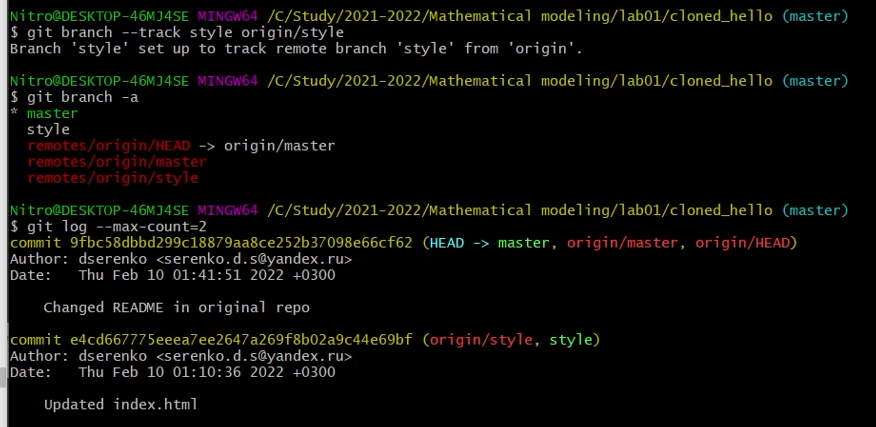 Nitro@DESKTOP-46MJ4SE MINGW64 /C/Study/2021-2022/Mathematical modeling/lab01/cloned_hello (master)
$ git branch --track style origin/style
Branch 'style' set up to track remote branch 'style' from 'origin'.
Nitro@DESKTOP-46MJ4SE MINGW64 /C/Study/2021-2022/Mathematical modeling/lab01/cloned_hello (master)
$ git branch -a
* master
style
remotes/origin/HEAD -> origin/master
remotes/origin/master
remotes/origin/style
Nitro@DESKTOP-46MJ4SE MINGW64 /C/Study/2021-2022/Mathematical modeling/lab01/cloned_hello (master)
$ git log --max-count=2
commit 9fbc58dbbd299c18879aa8ce252b37098e66cf62 (HEAD -> master, origin/master, origin/HEAD)
Author: dserenko <serenko.d.s@yandex.ru>
Date:   Thu Feb 10 01:41:51 2022 +0300
Changed README in original repo
commit e4cd667775eeea7ee2647a269f8b02a9c44e69bf (origin/style, style)
Author: dserenko <serenko.d.s@yandex.ru>
Date:   Thu Feb 10 01:10:36 2022 +0300
Updated index.html